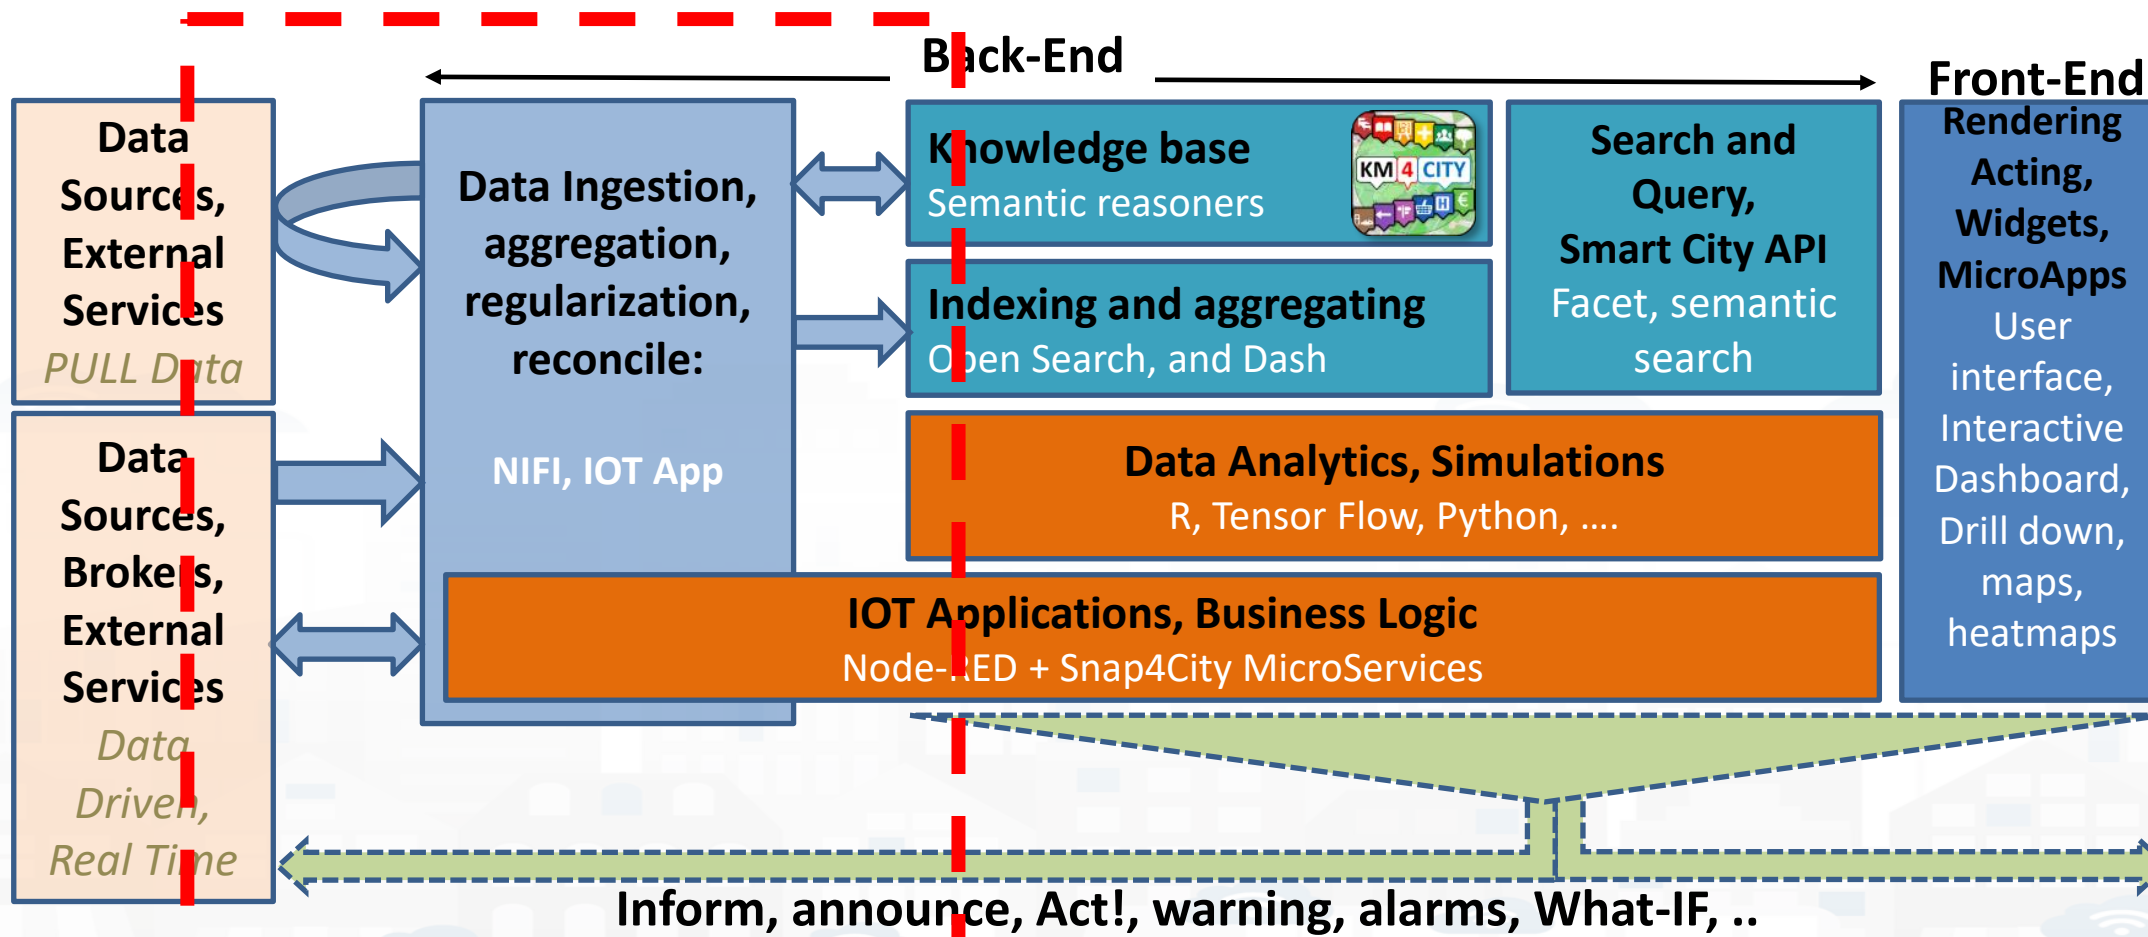 Back-End
Front-End
Data
Sources,
External
Services
PULL Data
Data
Sources,
Brokers,
External
Services
Data
Driven,
Real Time
Data Ingestion,
aggregation,
regularization,
reconcile:
NIFI, IOT App
Knowledge base
Semantic reasoners
KM 4 CITY
Indexing and aggregating
Open Search, and Dash
Search and
Query,
Smart City API
Facet, semantic
search
Data Analytics, Simulations
R, Tensor Flow, Python, ....
IOT Applications, Business Logic
Node-RED + Snap4City MicroServices
Rendering
Acting,
Widgets,
MicroApps
User
interface,
Interactive
Dashboard,
Drill down,
maps,
heatmaps
Inform, announce, Act!, warning, alarms, What-IF, ..